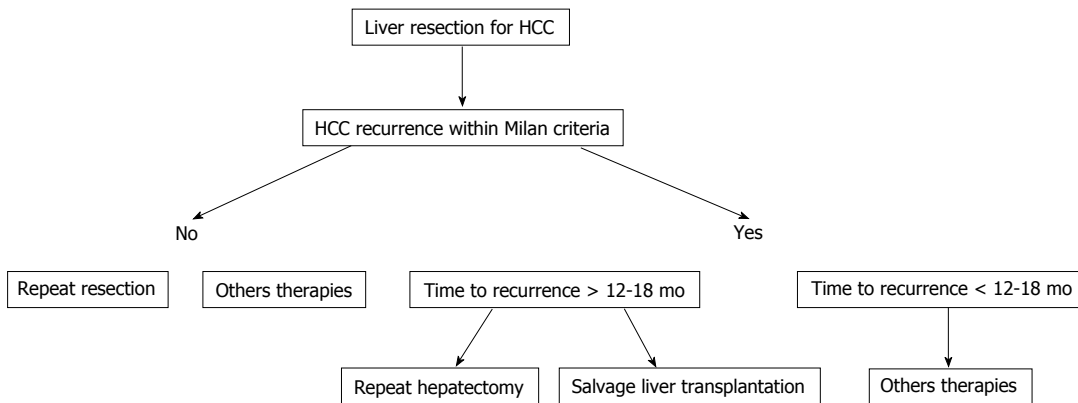 Liver resection for HCC
HCC recurrence within Milan criteria
No
Yes
Repeat resection
Others therapies
Time to recurrence > 12-18 mo
Time to recurrence < 12-18 mo
Repeat hepatectomy
Salvage liver transplantation
Others therapies